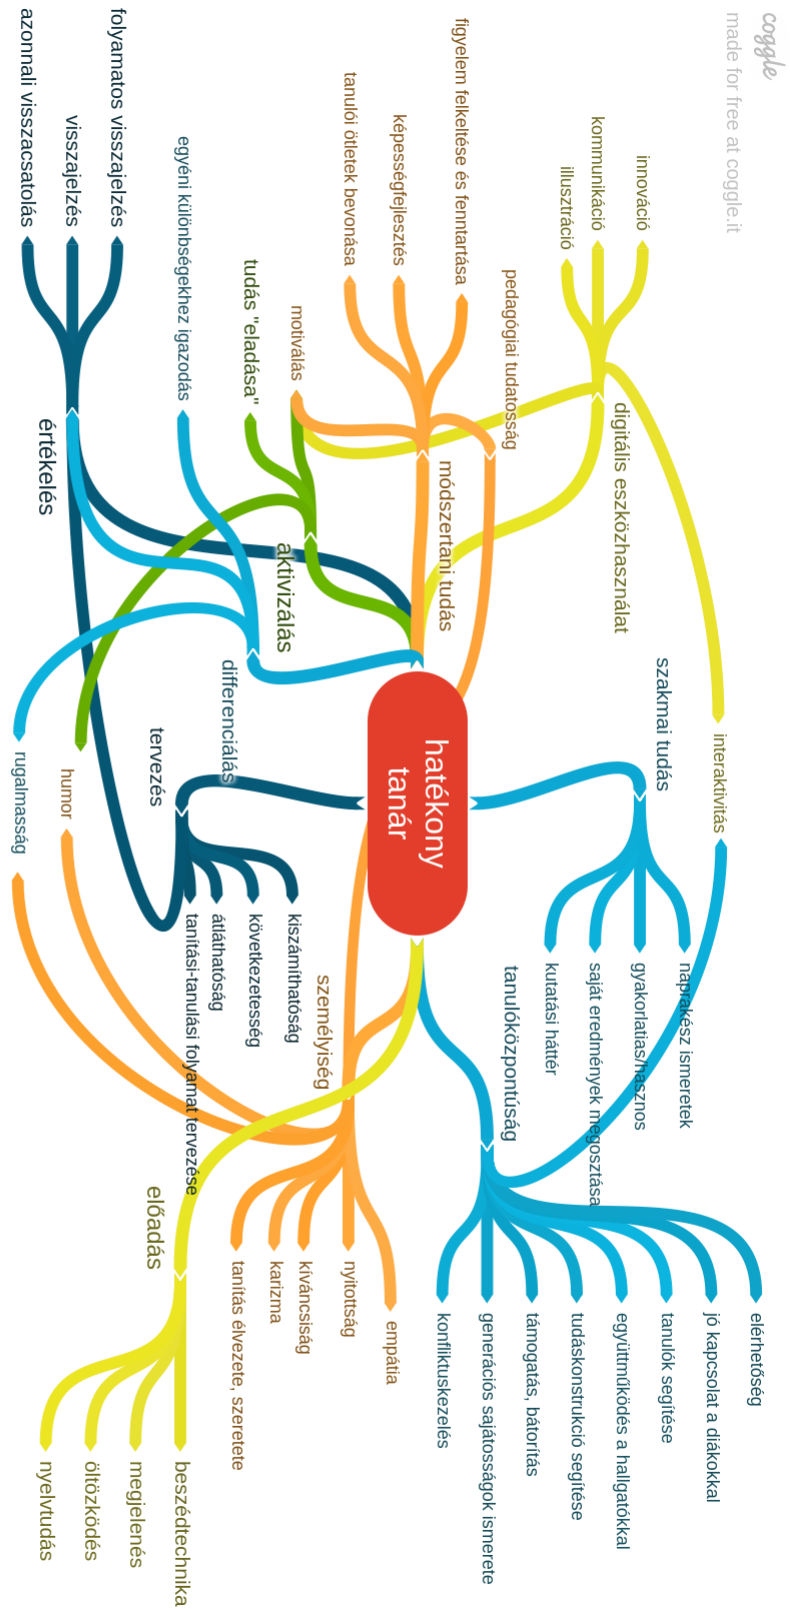 coggle
made for free at coggle.it
hatékony
tanár
szakmai tudás
naprakész ismeretek
gyakorlatias/hasznos
saját eredmények megosztása
kutatási háttér
tanulóközpontúság
elérhetőség
jó kapcsolat a diákokkal
tanulók segítése
együttműködés a hallgatókkal
tudáskonstrukció segítése
támogatás, bátorítás
generációs sajátosságok ismerete
konfliktuskezelés
interaktivitás
digitális eszközhasználat
innováció
kommunikáció
illusztráció
pedagógiai tudatosság
módszertani tudás
figyelem felkeltése és fenntartása
képességfejlesztés
tanulói ötletek bevonása
motiválás
aktivizálás
tudás "eladása"
humor
differenciálás
egyéni különbségekhez igazodás
rugalmasság
értékelés
folyamatos visszajelzés
visszajelzés
azonnali visszacsatolás
tervezés
kiszámíthatóság
következetesség
átláthatóság
tanítási-tanulási folyamat tervezése
személyiség
empátia
nyitottság
kíváncsiság
karizma
tanítás élvezete, szeretete
előadás
beszédtechnika
megjelenés
öltözködés
nyelvtudás